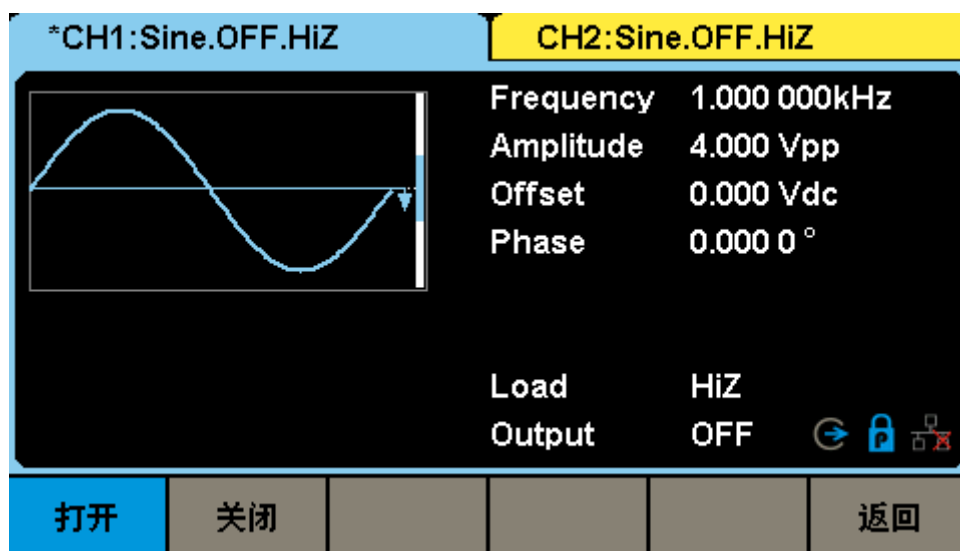 *CH1:Sine.OFF.HiZ CH2:Sine.OFF.HiZ
Frequency 1.000 000kHz
Amplitude 4.000 Vpp
Offset 0.000 Vdc
Phase 0.000 0 °
Load HiZ
Output OFF
打开 关闭 返回